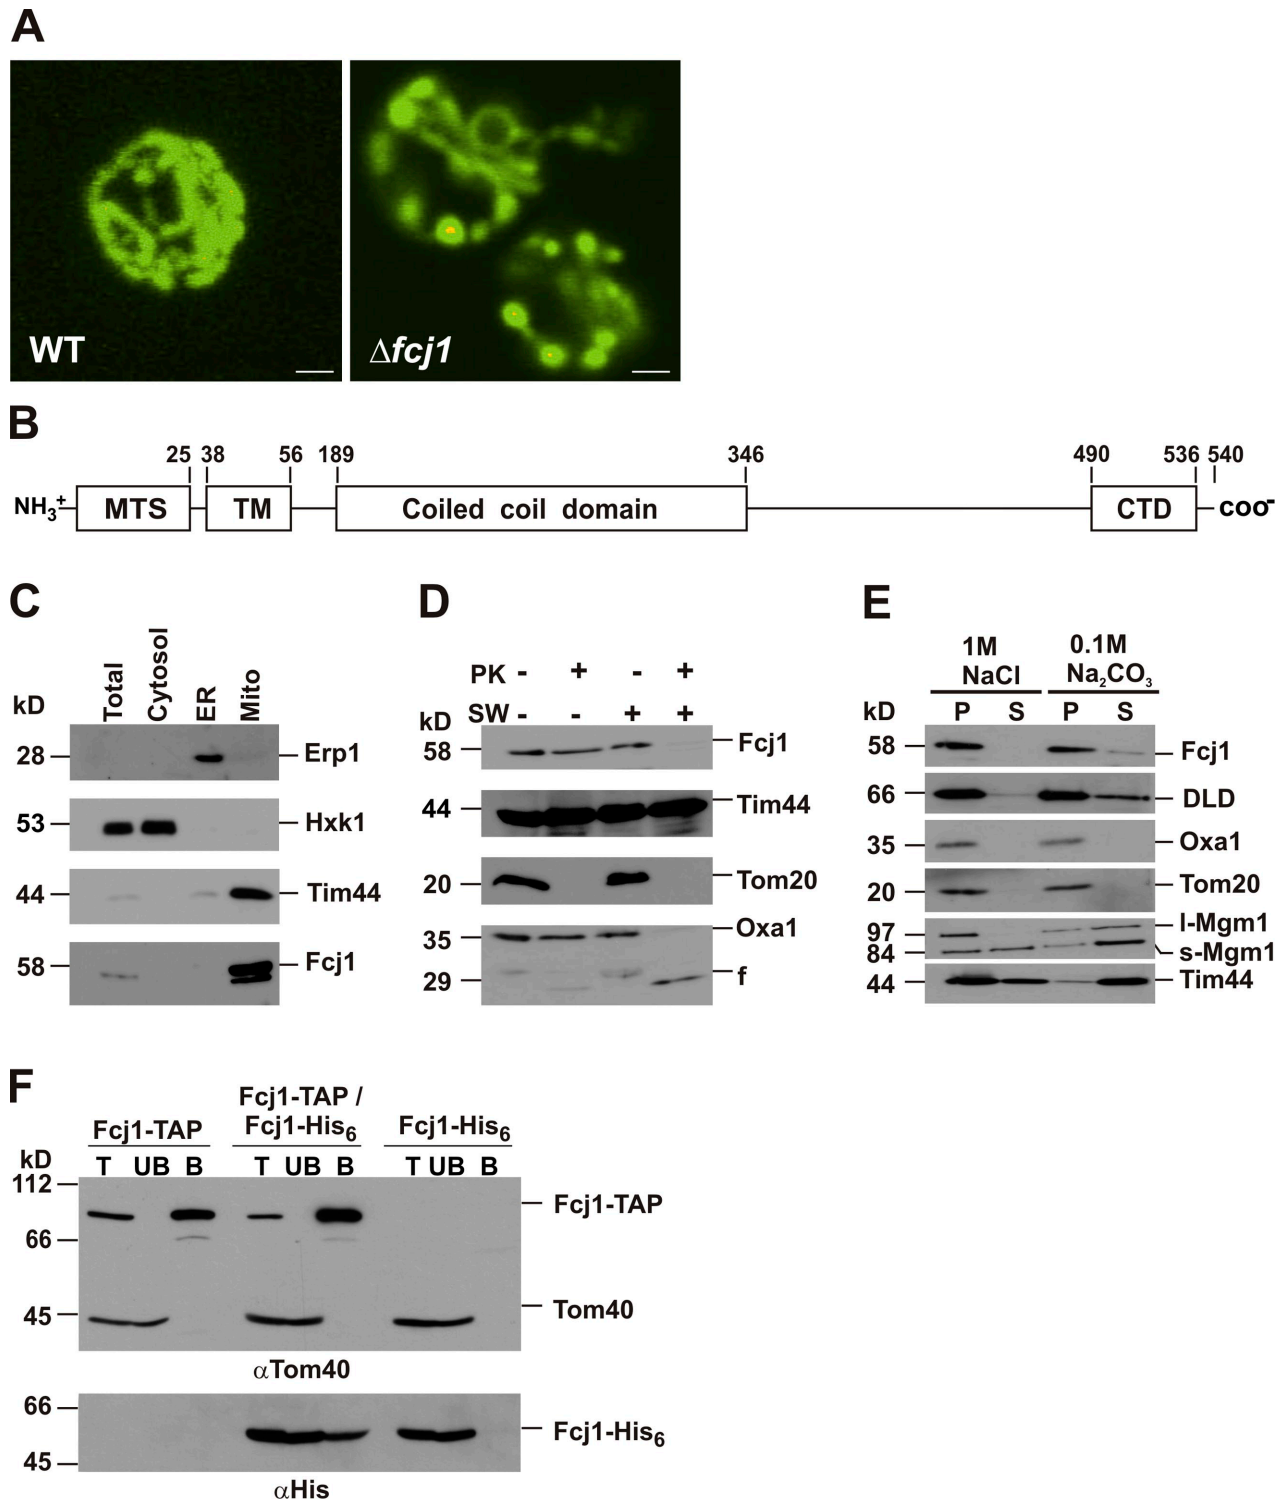 A
WT
Δfcj1
B
25 38 56 189 346 490 536 540
NH₃⁺ MTS TM Coiled coil domain CTD COO⁻
C
kD Total Cytosol ER Mito
28 Erp1
53 Hxk1
44 Tim44
58 Fcj1
D
PK - + - +
SW - - + +
kD
58 Fcj1
44 Tim44
20 Tom20
35 Oxa1
29 f
E
1M NaCl 0.1M Na₂CO₃
kD P S P S
58 Fcj1
66 DLD
35 Oxa1
20 Tom20
97 l-Mgm1
84 s-Mgm1
44 Tim44
F
Fcj1-TAP Fcj1-TAP / Fcj1-His₆ Fcj1-His₆
kD T UB B T UB B T UB B
112 Fcj1-TAP
66
45 Tom40
αTom40
66 Fcj1-His₆
45
αHis